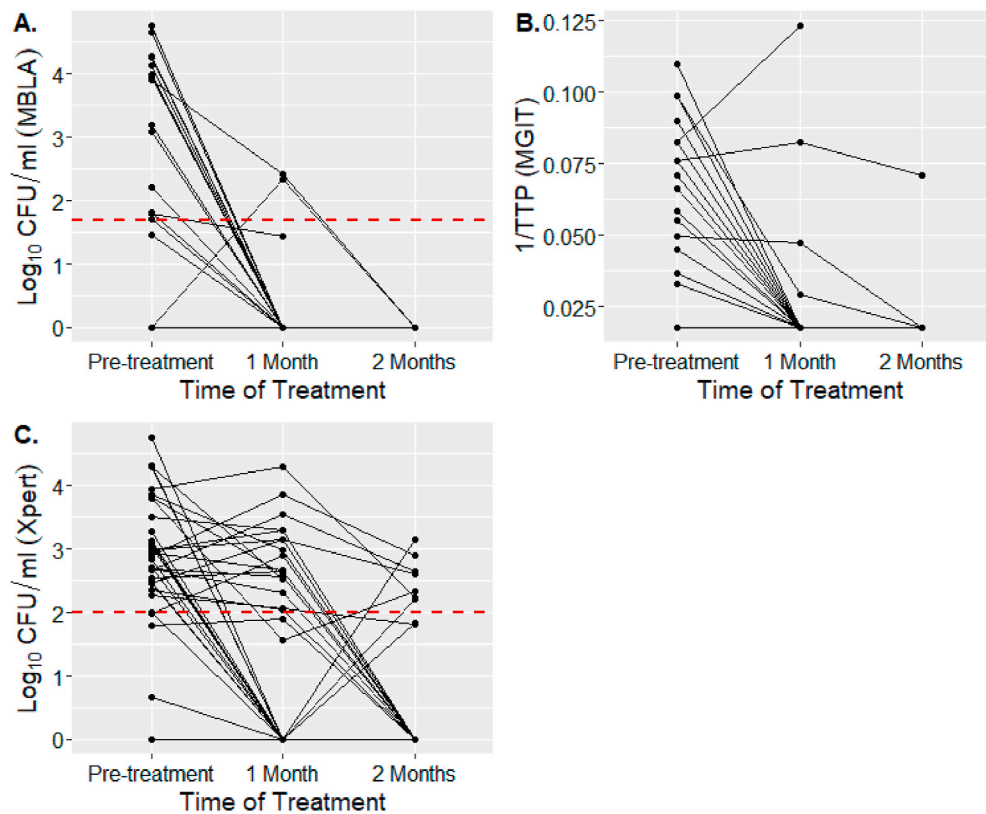 A.
Log10 CFU/ml (MBLA)
4
3
2
1
0
Pre-treatment 1 Month 2 Months
Time of Treatment
B.
1/TTP (MGIT)
0.125
0.100
0.075
0.050
0.025
Pre-treatment 1 Month 2 Months
Time of Treatment
C.
Log10 CFU/ml (Xpert)
4
3
2
1
0
Pre-treatment 1 Month 2 Months
Time of Treatment